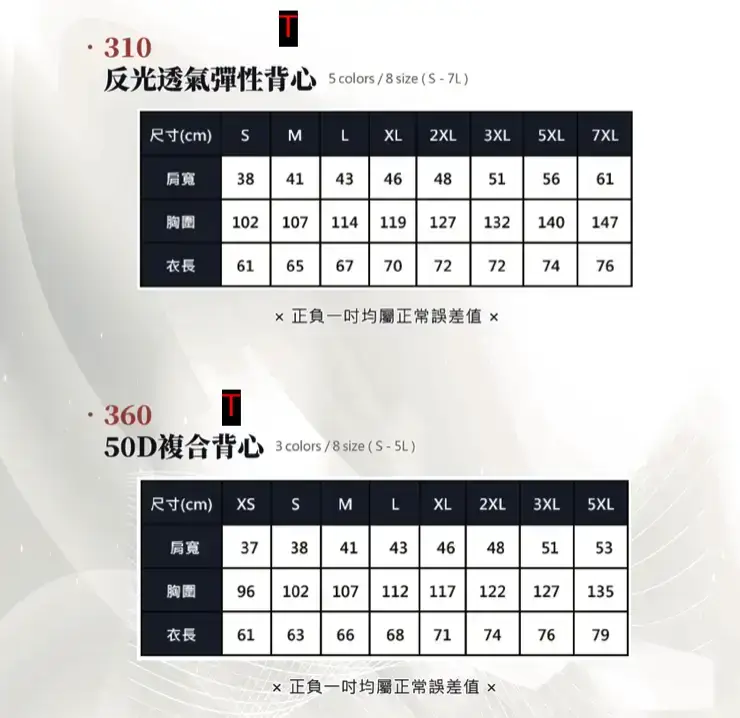 T
· 310
反光透氣彈性背心 5 colors / 8 size ( S - 7L )
尺寸(cm) S M L XL 2XL 3XL 5XL 7XL
肩寬 38 41 43 46 48 51 56 61
胸圍 102 107 114 119 127 132 140 147
衣長 61 65 67 70 72 72 74 76
× 正負一吋均屬正常誤差值 ×
T
· 360
50D複合背心 3 colors / 8 size ( S - 5L )
尺寸(cm) XS S M L XL 2XL 3XL 5XL
肩寬 37 38 41 43 46 48 51 53
胸圍 96 102 107 112 117 122 127 135
衣長 61 63 66 68 71 74 76 79
× 正負一吋均屬正常誤差值 ×